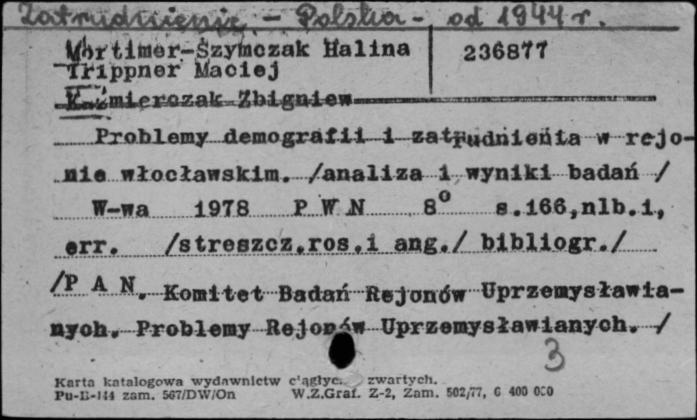 Zatrudnienie - Polska - od 1944 r.
Mortimer-Szymczak Halina 236877
Trippner Maciej
Kaźmierczak Zbigniew
Problemy demografii i zatrudnienia w rejo-
nie włocławskim. /analiza i wyniki badań /
W-wa 1978 P W N 8° s.166,nlb.1,
err. /streszcz.ros.i ang./ bibliogr./
/P A N. Komitet Badań Rejonów Uprzemysławia-
nych. Problemy Rejonów Uprzemysławianych. /
3
Karta katalogowa wydawnictw zwartych.
Pu-B-144 zam. 567/DW/On W.Z.Graf. Z-2, Zam. 502/77, 6 400 000